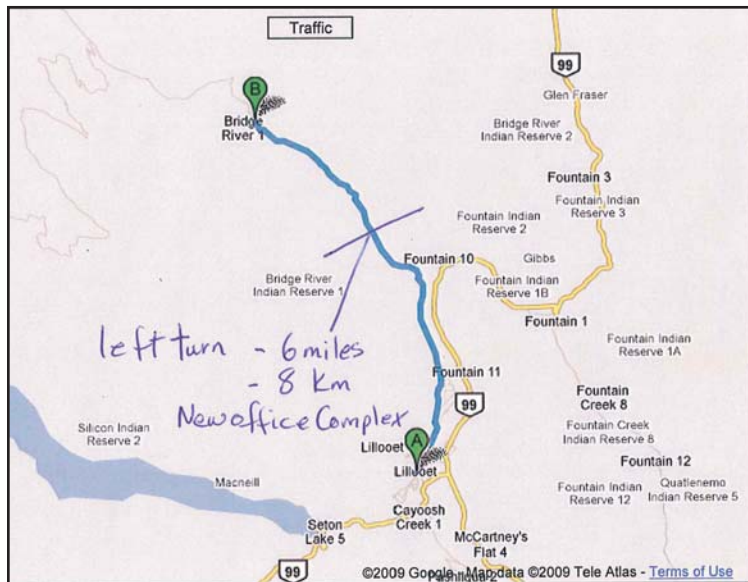 Traffic
99
Glen Fraser
B
Bridge
River 1
Bridge River
Indian Reserve 2
Fountain 3
Fountain Indian
Reserve 3
Fountain Indian
Reserve 2
Fountain 10
Gibbs
Bridge River
Indian Reserve 1
Fountain Indian
Reserve 1B
Fountain 1
left turn - 6 miles
- 8 Km
New office Complex
Fountain Indian
Reserve 1A
Fountain 11
99
Fountain
Creek 8
Silicon Indian
Reserve 2
Fountain Creek
Indian Reserve 8
A
Lillooet
Lillooet
Fountain 12
Macneill
Fountain Indian
Reserve 12
Quatlenemo
Indian Reserve 5
Cayoosh
Creek 1
Seton
Lake 5
McCartney's
Flat 4
99
©2009 Google - Map data ©2009 Tele Atlas - Terms of Use